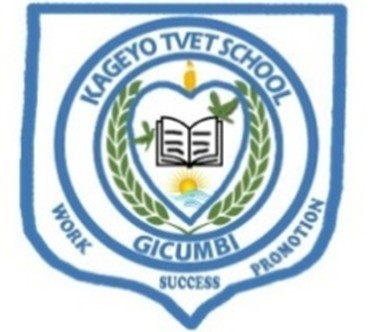 KAGEYO TVET SCHOOL
GICUMBI
WORK
SUCCESS
PROMOTION